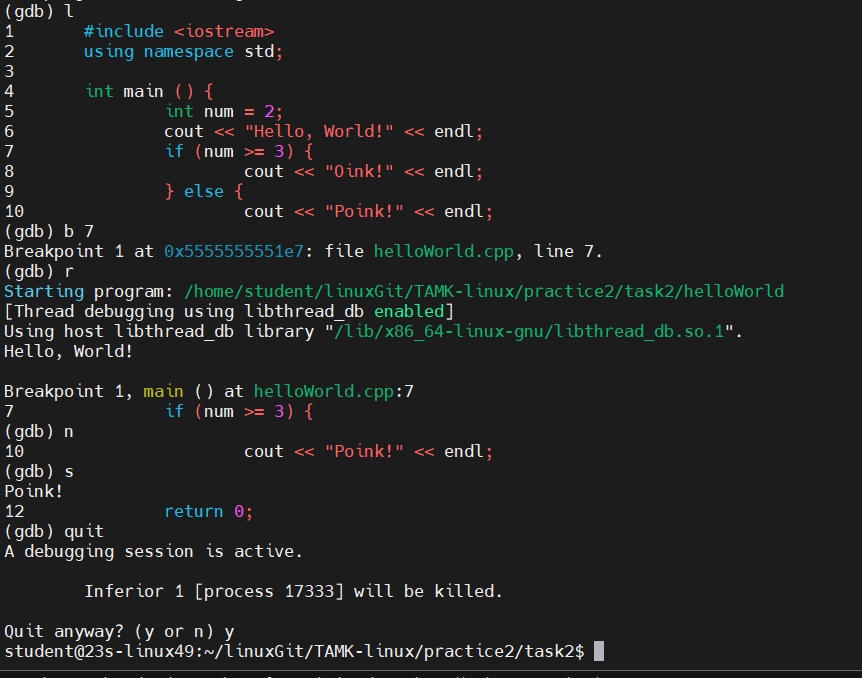 (gdb) l
1       #include <iostream>
2       using namespace std;
3
4       int main () {
5               int num = 2;
6               cout << "Hello, World!" << endl;
7               if (num >= 3) {
8                       cout << "Oink!" << endl;
9               } else {
10                      cout << "Poink!" << endl;
(gdb) b 7
Breakpoint 1 at 0x5555555551e7: file helloWorld.cpp, line 7.
(gdb) r
Starting program: /home/student/linuxGit/TAMK-linux/practice2/task2/helloWorld
[Thread debugging using libthread_db enabled]
Using host libthread_db library "/lib/x86_64-linux-gnu/libthread_db.so.1".
Hello, World!

Breakpoint 1, main () at helloWorld.cpp:7
7               if (num >= 3) {
(gdb) n
10                      cout << "Poink!" << endl;
(gdb) s
Poink!
12              return 0;
(gdb) quit
A debugging session is active.

        Inferior 1 [process 17333] will be killed.

Quit anyway? (y or n) y
student@23s-linux49:~/linuxGit/TAMK-linux/practice2/task2$